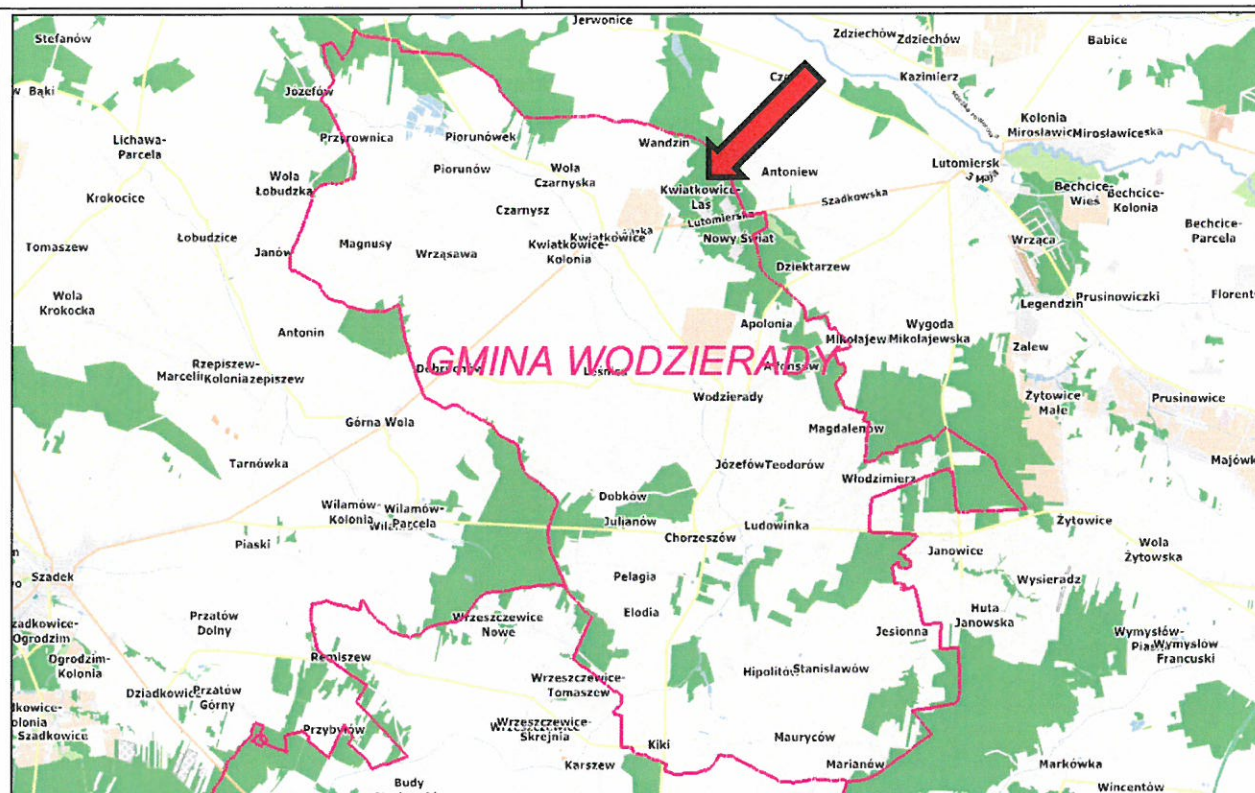 Jerwonice
Stefanów
Zdziechów
Zdziechów
Babice
Bąki
Józefów
Kazimierz
Kolonia
Mirosławice
Mirosławice
Lichawa-
Parcela
Przyrownica
Piorunówek
Wandzin
Lutomiersk
3 Maja
Wola
Łobudzka
Piorunów
Wola
Czarnyska
Antoniew
Krokocice
Kwiatkowice-
Las
Szadkowska
Bechcice-
Wieś
Bechcice-
Kolonia
Czarnysz
Lutomierska
Tomaszew
Łobudzice
Janów
Magnusy
Wrząsawa
Kwiatkowice
Kwiatkowice-
Kolonia
Nowy Świat
Wrząca
Bechcice-
Parcela
Dziektarzew
Wola
Krokocka
Legendzin
Prusinowiczki
Antonin
Apolonia
Mikołajew
Wygoda
Mikołajewska
Zalew
GMINA WODZIERADY
Rzepiszew-
Kolonia
Leśnica
Wodzierady
Żytowice
Małe
Prusinowice
Górna Wola
Magdalenów
Tarnówka
Józefów
Teodorów
Włodzimierz
Wilamów-
Kolonia
Wilamów-
Parcela
Dobków
Julianów
Ludowinka
Piaski
Chorzeszów
Żytowice
Janowice
Wola
Żytowska
Szadek
Pelagia
Wysieradz
Przatów
Dolny
Elodia
Huta
Janowska
Wrzeszczewice
Nowe
Jesionna
Ogrodzim
Ogrodzim-
Kolonia
Remiszew
Wymysłów
Francuski
Dziadkowice
Przatów
Górny
Wrzeszczewice-
Tomaszew
Hipolitów
Stanisławów
Szadkowice
Przybyłów
Wrzeszczewice-
Skrejnia
Kiki
Mauryców
Karszew
Marianów
Markówka
Budy
Wincentów